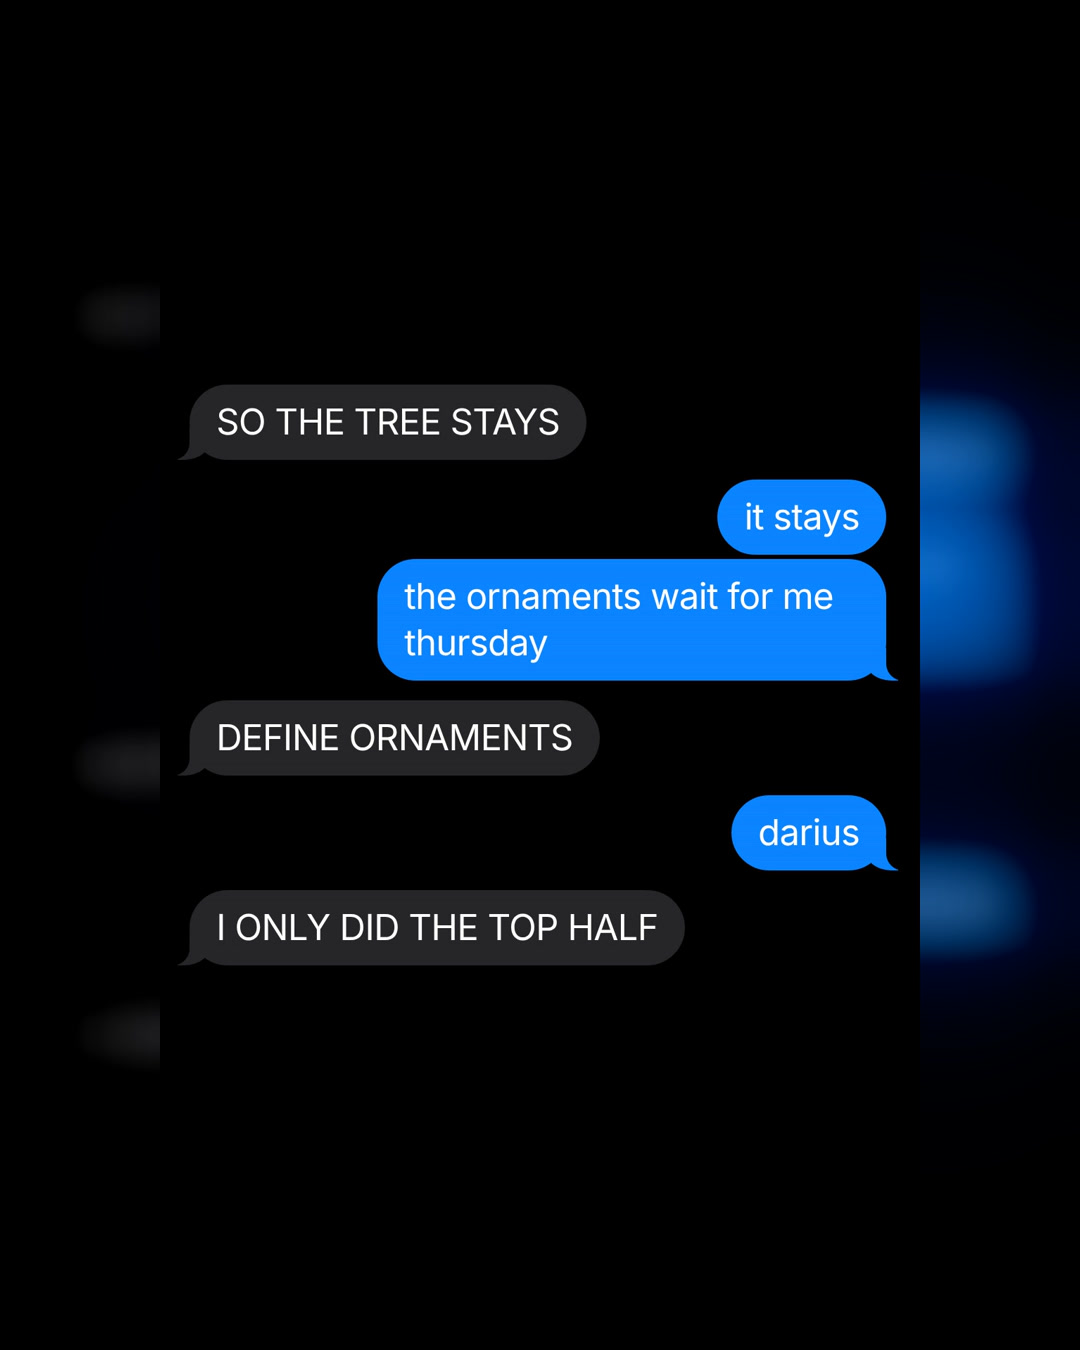 SO THE TREE STAYS
it stays
the ornaments wait for me
thursday
DEFINE ORNAMENTS
darius
I ONLY DID THE TOP HALF